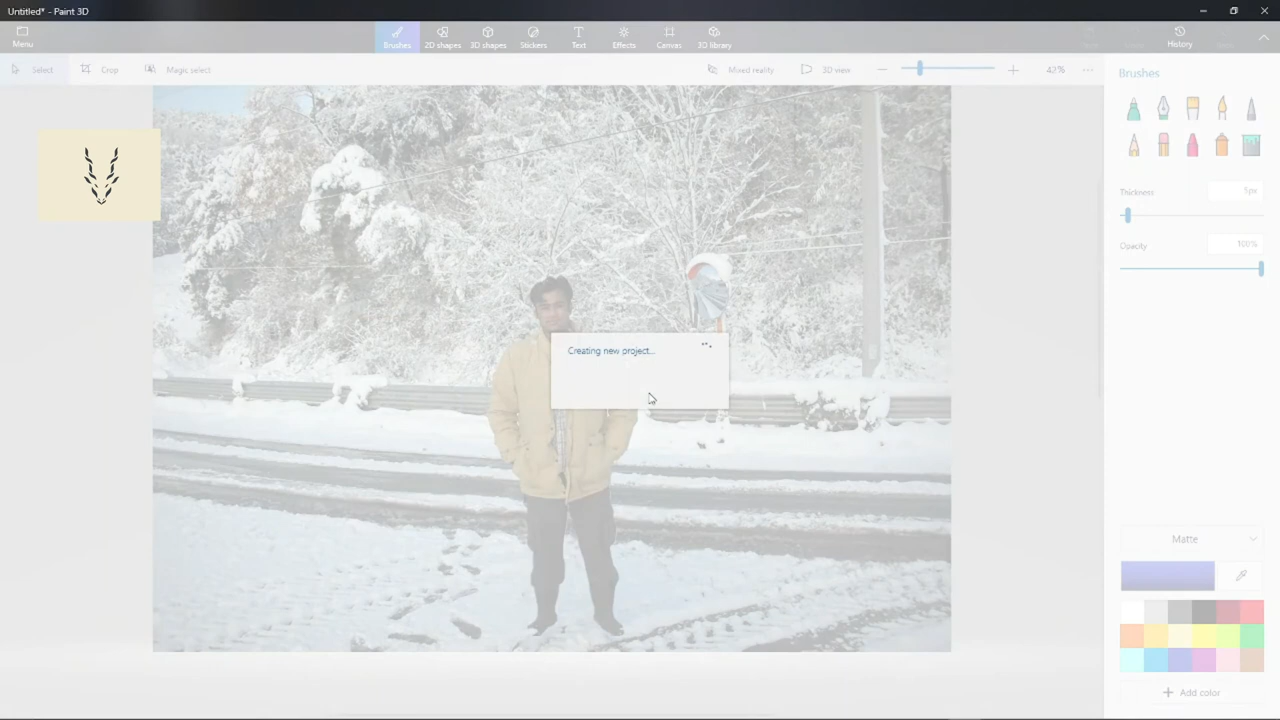 Untitled* - Paint 3D
Menu
Brushes
2D shapes
3D shapes
Stickers
Text
Effects
Canvas
3D library
History
Select
Crop
Magic select
Mixed reality
3D view
42%
Brushes
Thickness
5px
Opacity
100%
Creating new project...
Matte
Add color